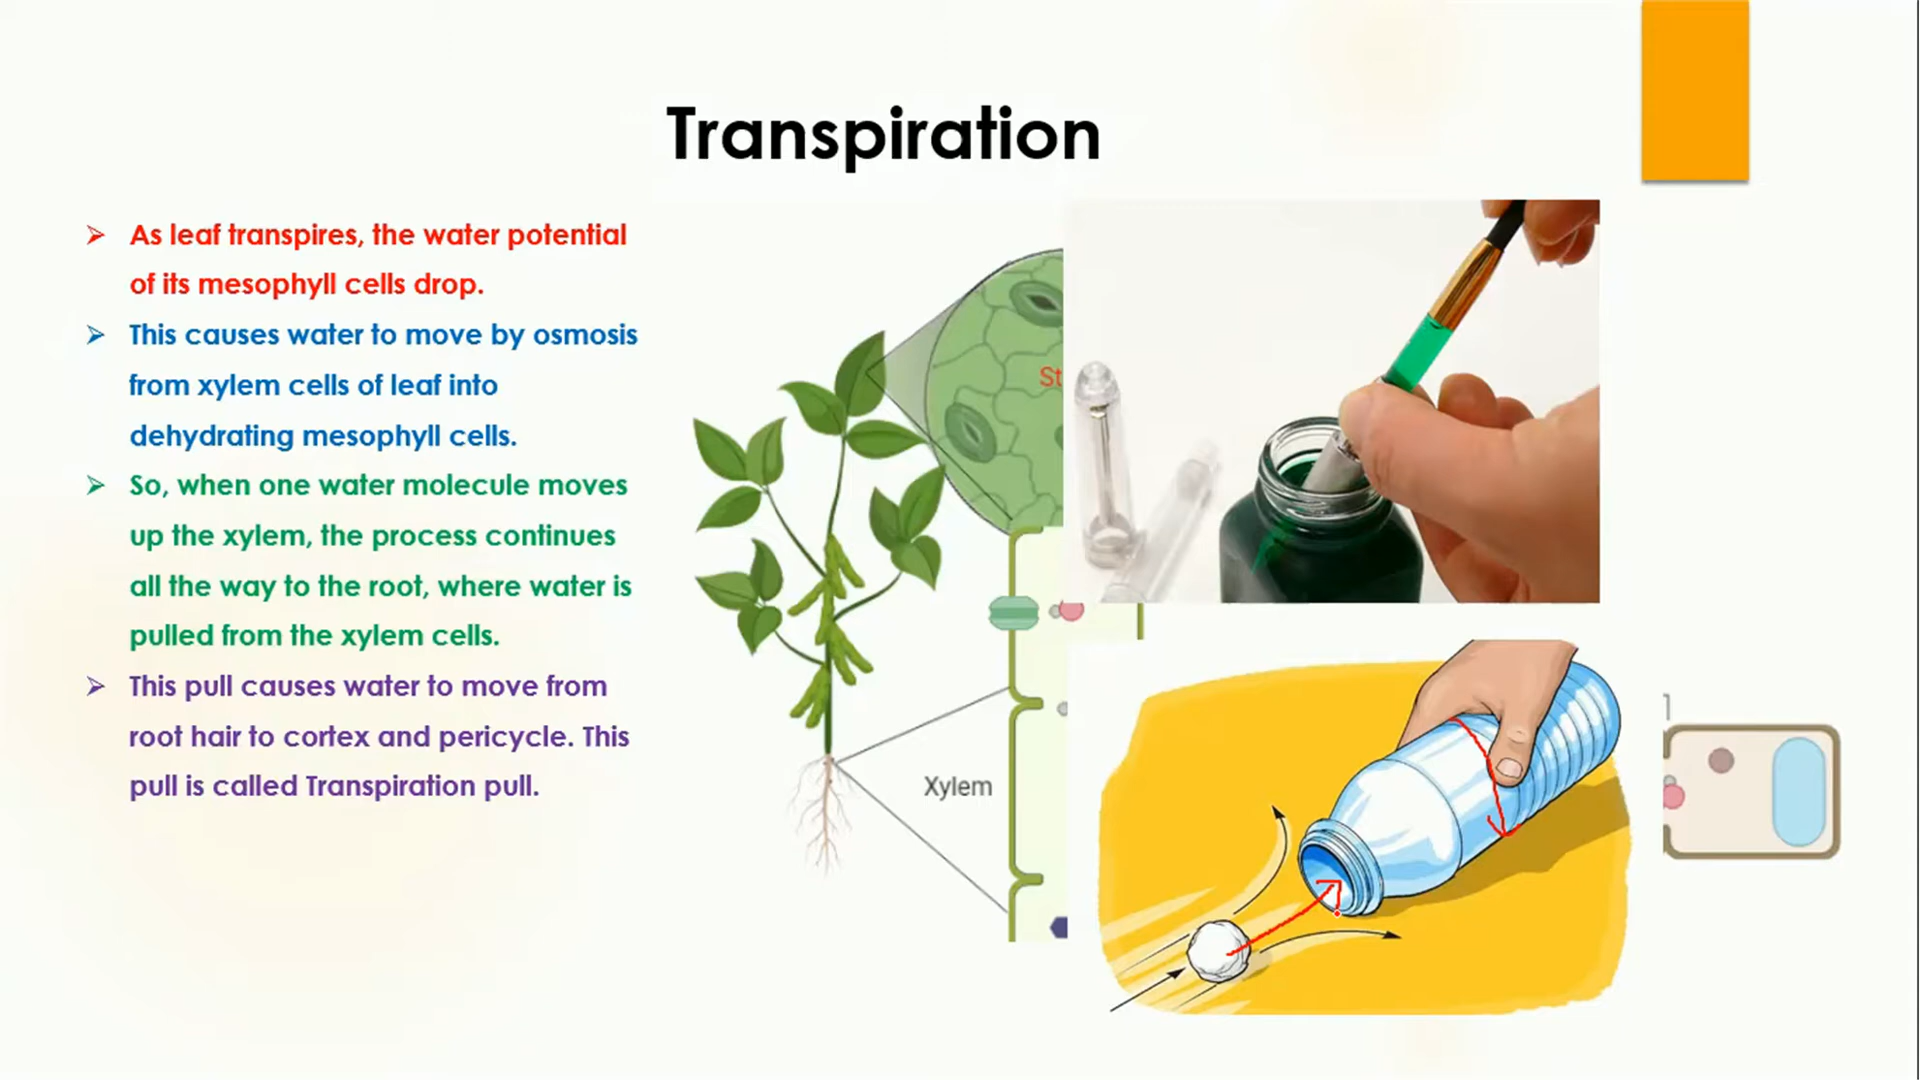 Transpiration
➢ As leaf transpires, the water potential
of its mesophyll cells drop.
➢ This causes water to move by osmosis
from xylem cells of leaf into
dehydrating mesophyll cells.
➢ So, when one water molecule moves
up the xylem, the process continues
all the way to the root, where water is
pulled from the xylem cells.
➢ This pull causes water to move from
root hair to cortex and pericycle. This
pull is called Transpiration pull.
St
Xylem